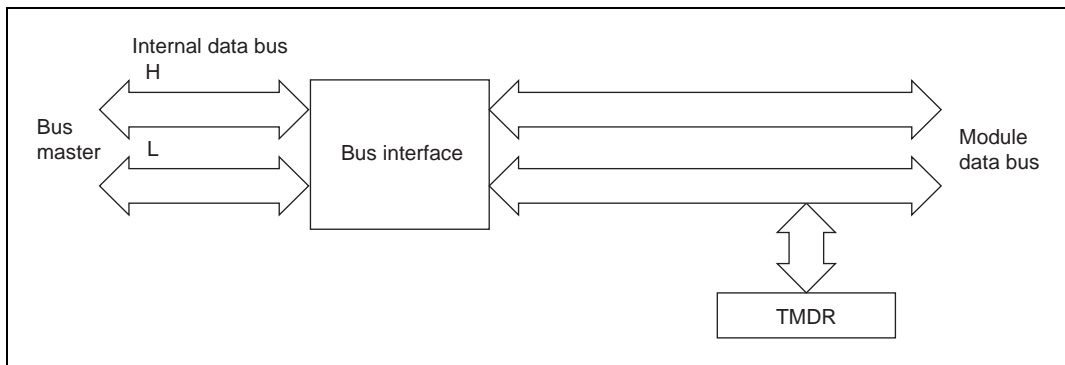 Internal data bus
H
Bus
master
L
Bus interface
Module
data bus
TMDR